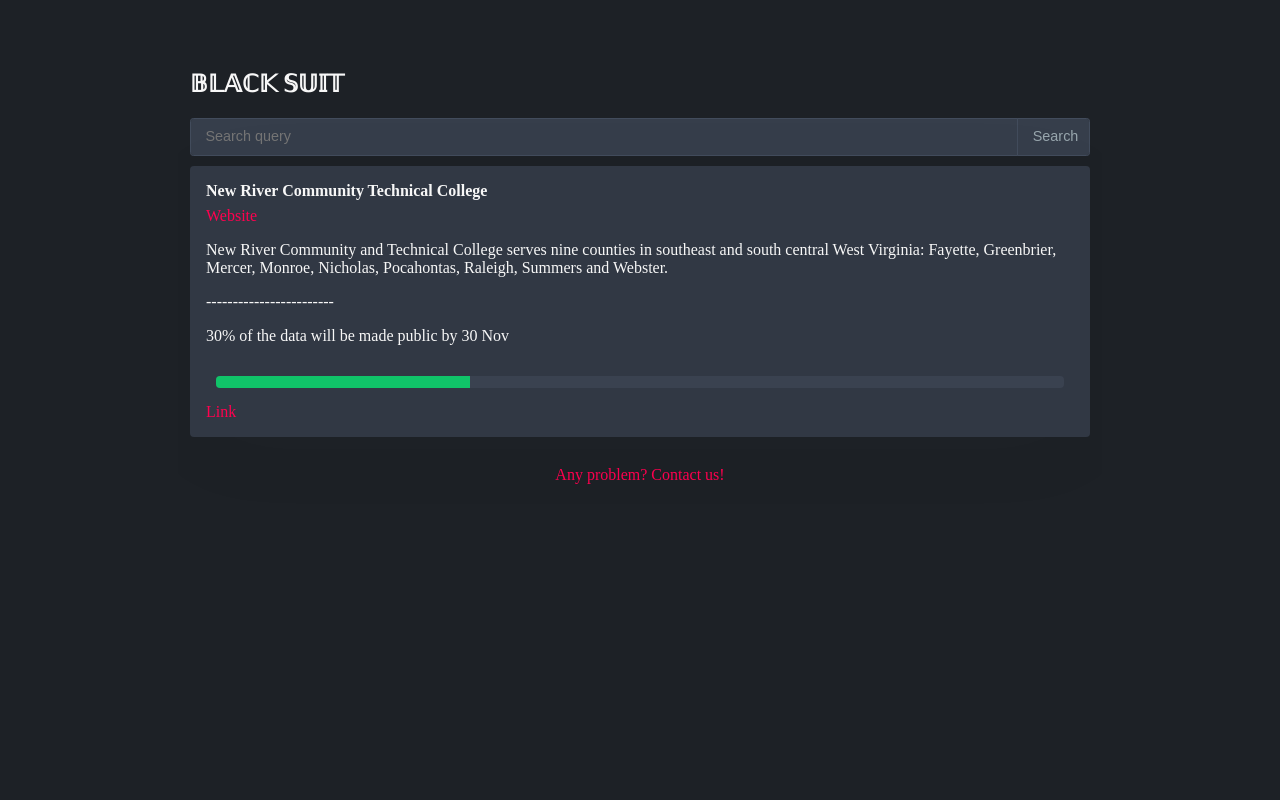 BLACK SUIT
Search query
Search
New River Community Technical College
Website
New River Community and Technical College serves nine counties in southeast and south central West Virginia: Fayette, Greenbrier,
Mercer, Monroe, Nicholas, Pocahontas, Raleigh, Summers and Webster.
------------------------
30% of the data will be made public by 30 Nov
Link
Any problem? Contact us!